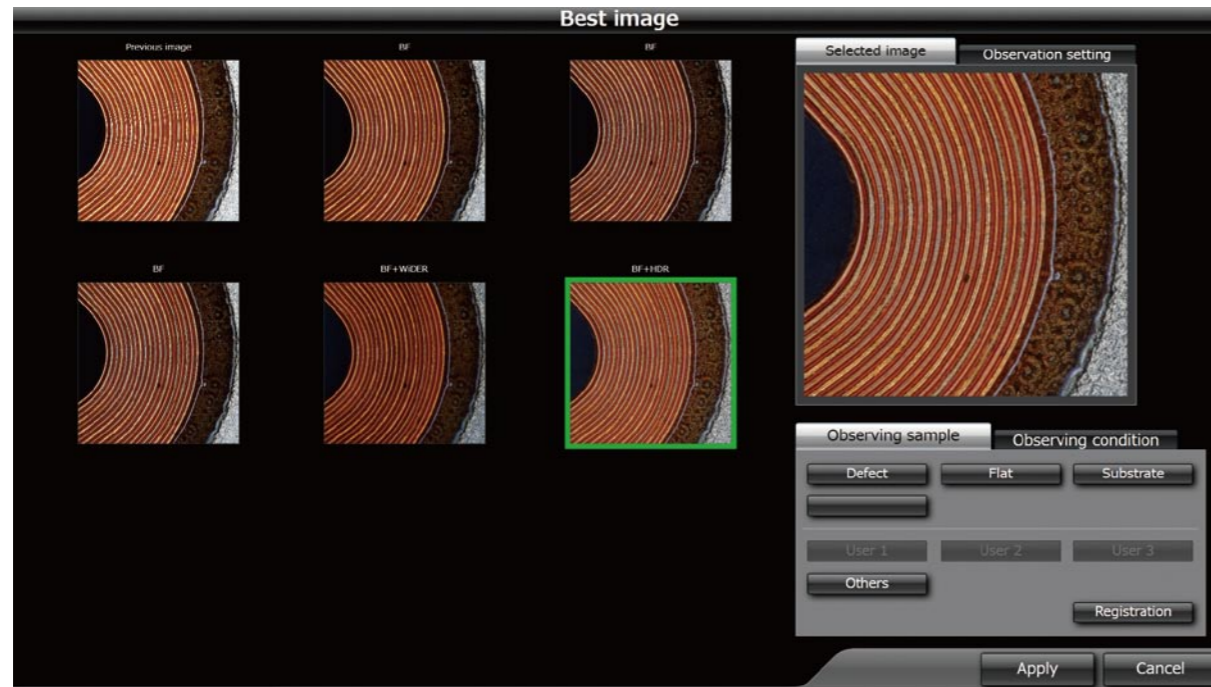 Best image
Previous image
BF
BF
BF
BF+WiDER
BF+HDR
Selected image
Observation setting
Observing sample
Observing condition
Defect
Flat
Substrate
User 1
User 2
User 3
Others
Registration
Apply
Cancel